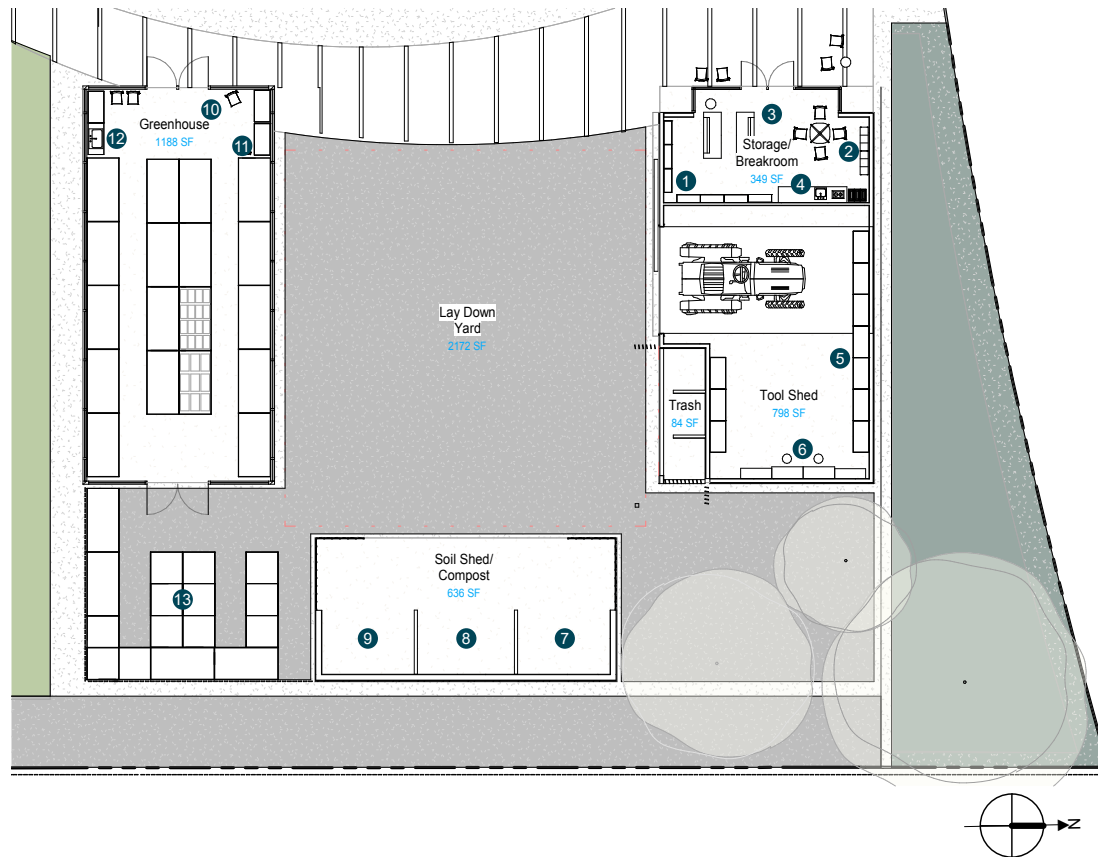 10
Greenhouse
1188 SF
12
11
3
Storage/
Breakroom
349 SF
2
1
4
Lay Down
Yard
2172 SF
5
Trash
84 SF
Tool Shed
798 SF
6
Soil Shed/
Compost
636 SF
13
9
8
7
N